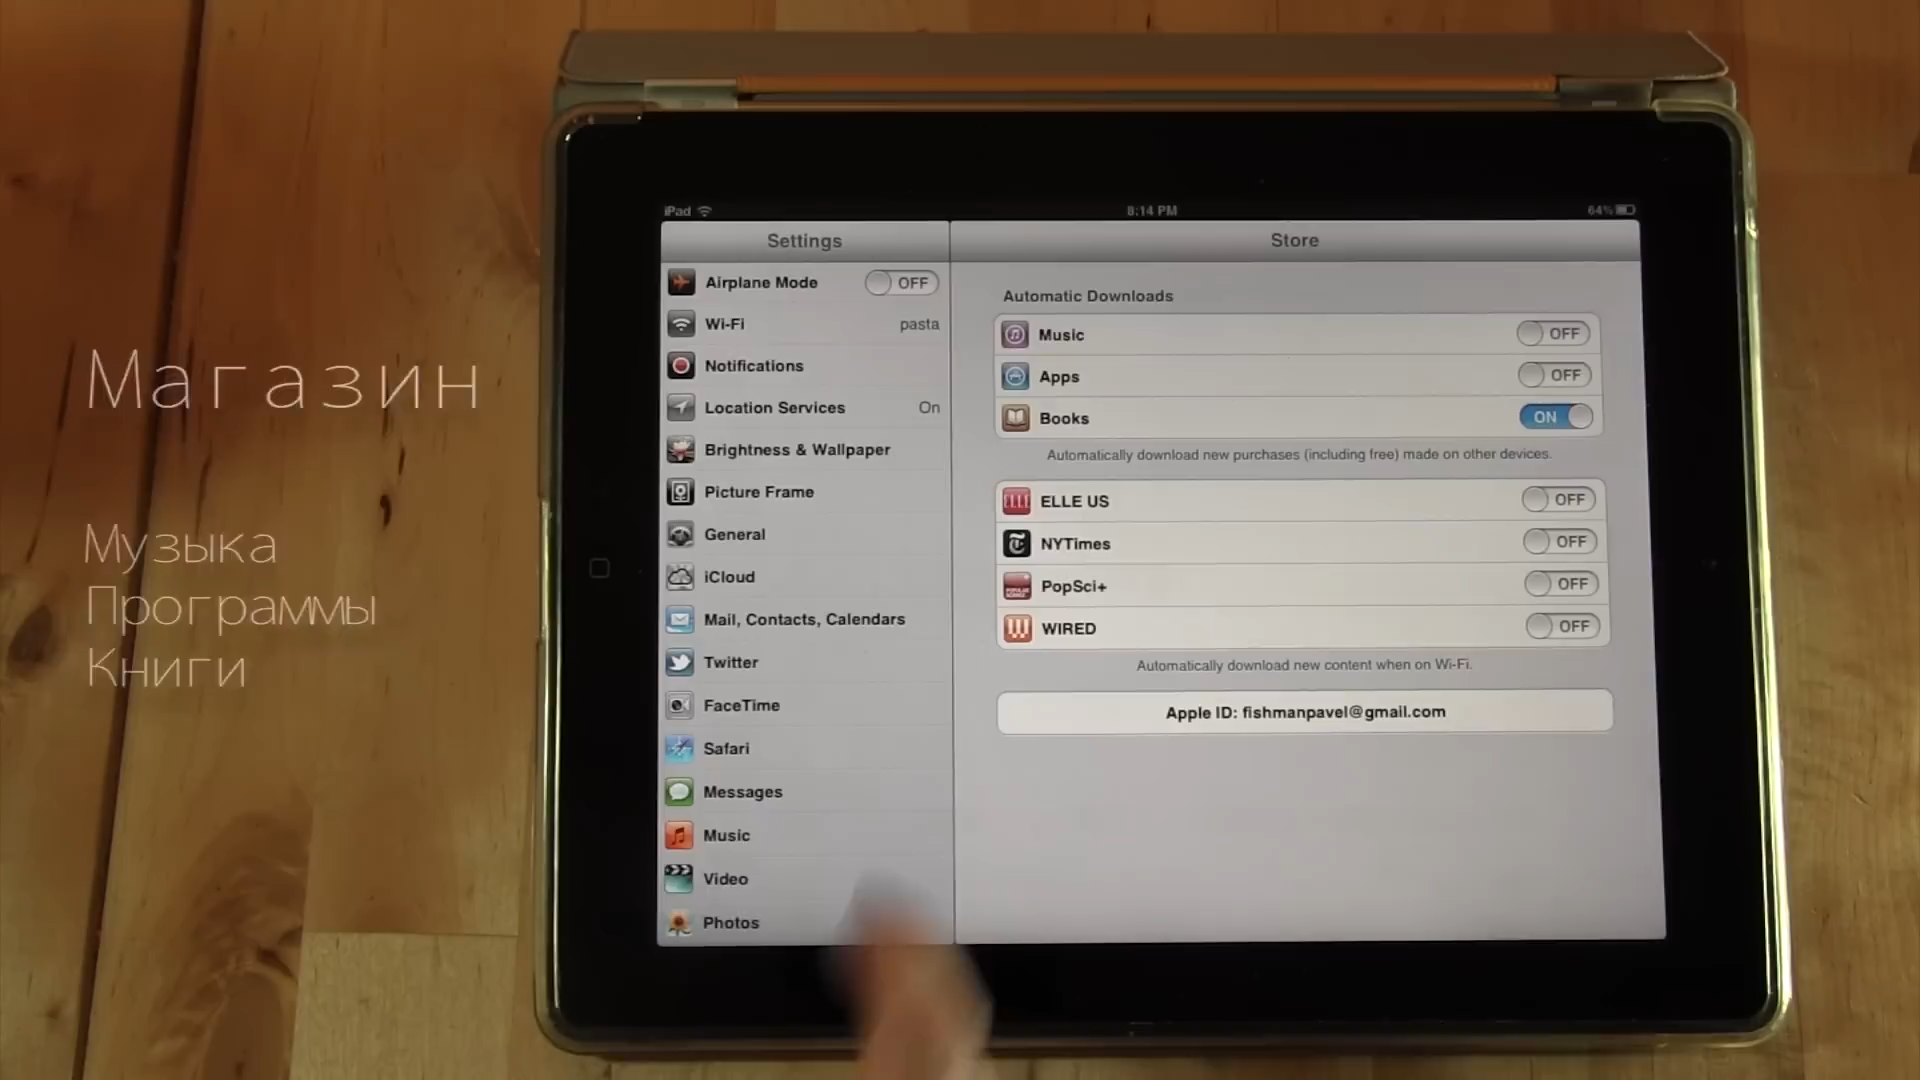 Магазин
Музыка
Программы
Книги
iPad 8:14 PM 64%
Settings
Airplane Mode OFF
Wi-Fi pasta
Notifications
Location Services On
Brightness & Wallpaper
Picture Frame
General
iCloud
Mail, Contacts, Calendars
Twitter
FaceTime
Safari
Messages
Music
Video
Photos
Store
Automatic Downloads
Music OFF
Apps OFF
Books ON
Automatically download new purchases (including free) made on other devices.
ELLE US OFF
NYTimes OFF
PopSci+ OFF
WIRED OFF
Automatically download new content when on Wi-Fi.
Apple ID: fishmanpavel@gmail.com